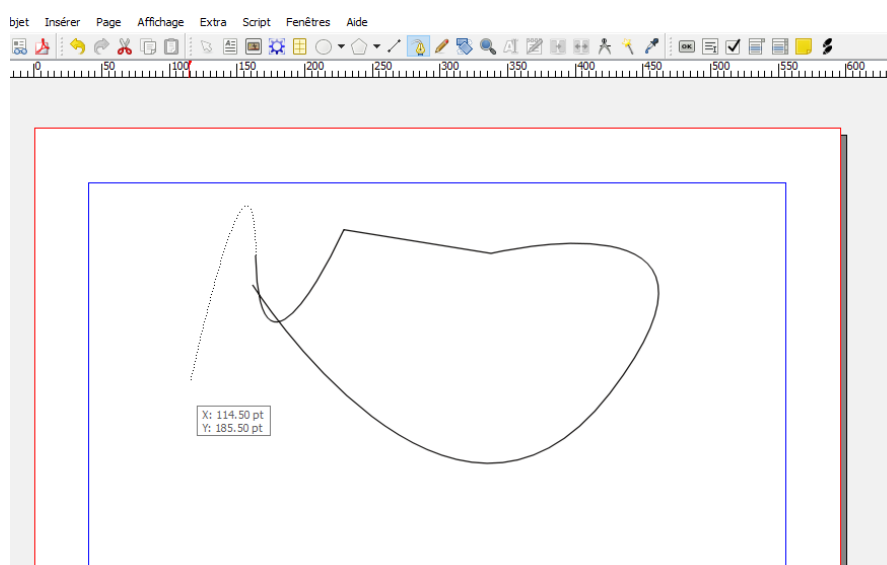 bjet Insérer Page Affichage Extra Script Fenêtres Aide
OK
0 50 100 150 200 250 300 350 400 450 500 550 600
X: 114.50 pt
Y: 185.50 pt